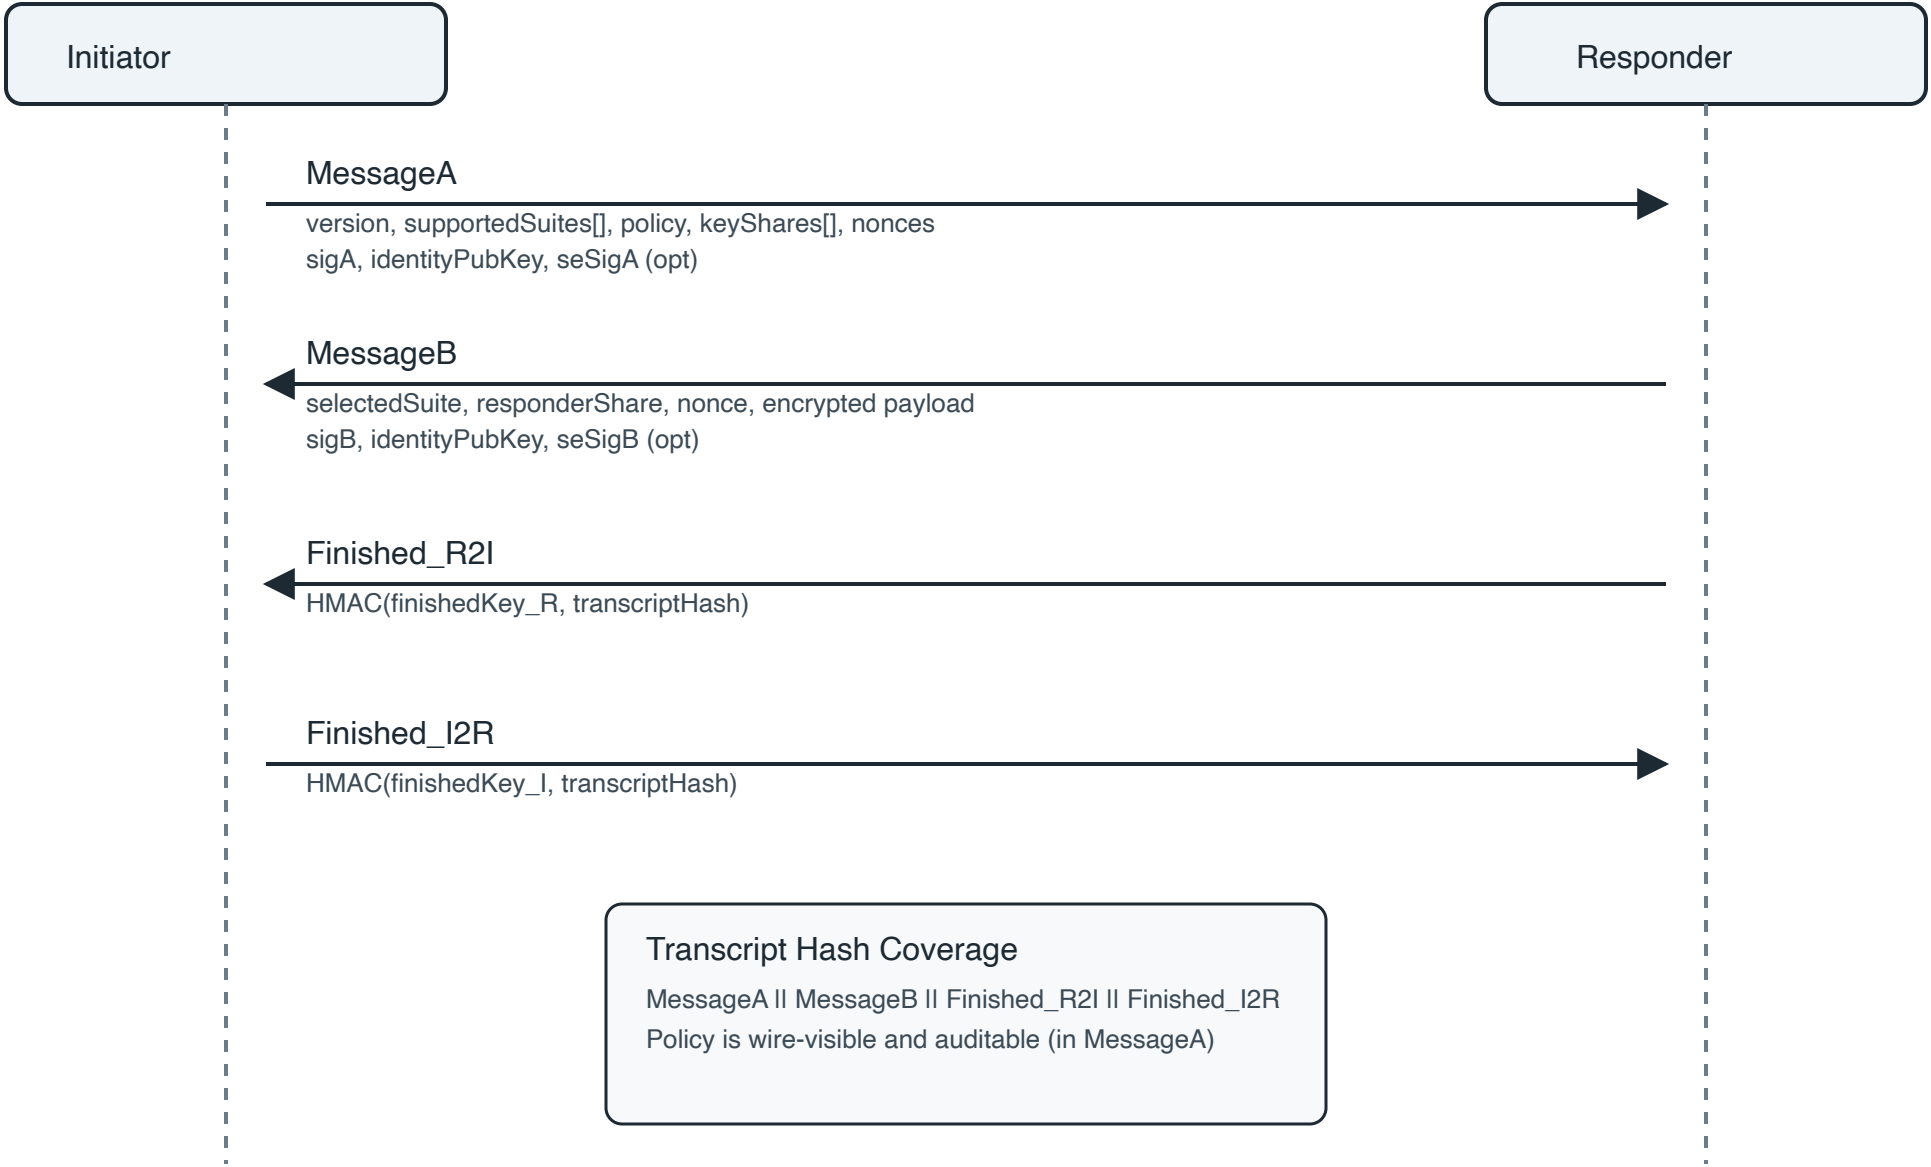 Initiator
Responder
MessageA
version, supportedSuites[], policy, keyShares[], nonces
sigA, identityPubKey, seSigA (opt)
MessageB
selectedSuite, responderShare, nonce, encrypted payload
sigB, identityPubKey, seSigB (opt)
Finished_R2I
HMAC(finishedKey_R, transcriptHash)
Finished_I2R
HMAC(finishedKey_I, transcriptHash)
Transcript Hash Coverage
MessageA || MessageB || Finished_R2I || Finished_I2R
Policy is wire-visible and auditable (in MessageA)